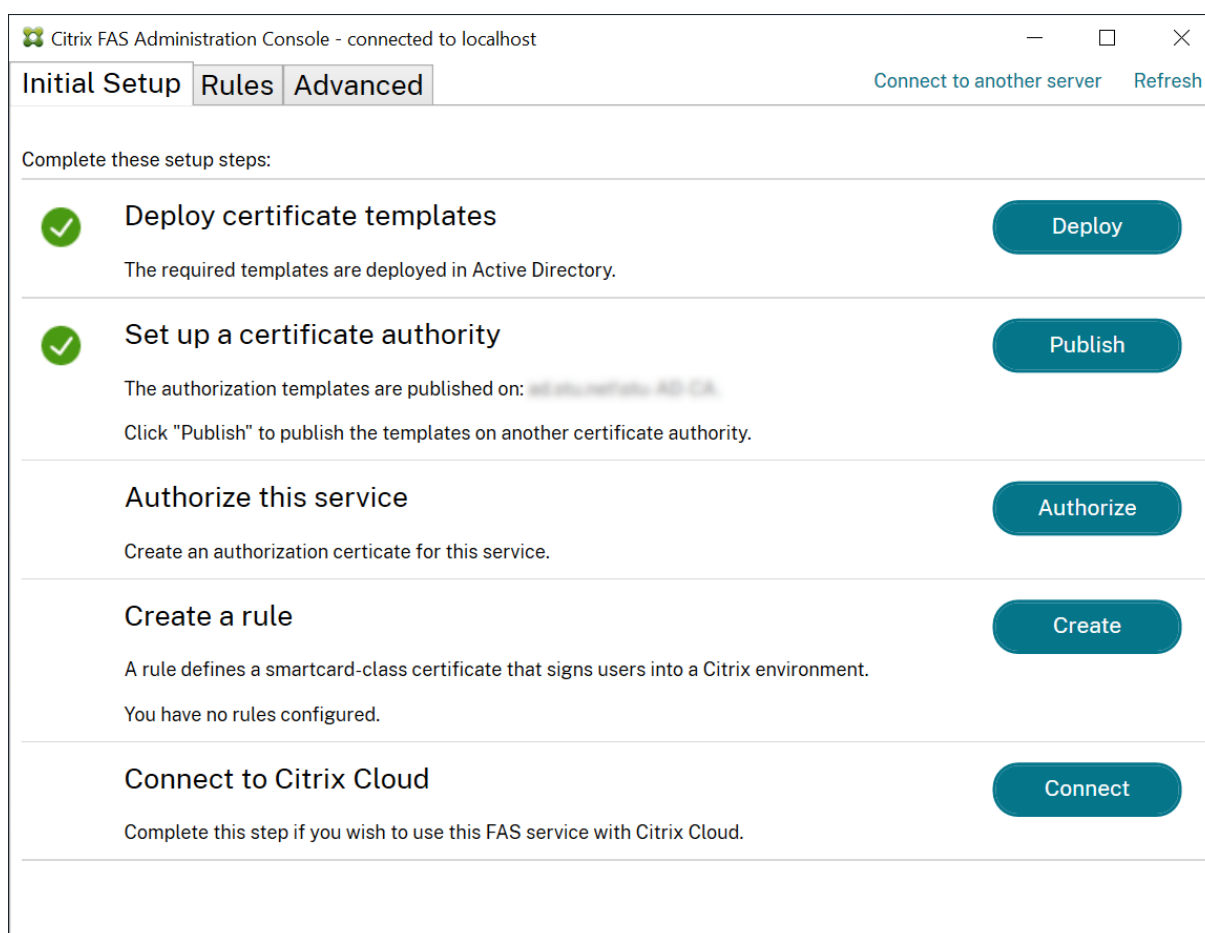 Citrix FAS Administration Console - connected to localhost
Initial Setup Rules Advanced Connect to another server Refresh
Complete these setup steps:
Deploy certificate templates
Deploy
The required templates are deployed in Active Directory.
Set up a certificate authority
Publish
The authorization templates are published on:
Click "Publish" to publish the templates on another certificate authority.
Authorize this service
Authorize
Create an authorization certicate for this service.
Create a rule
Create
A rule defines a smartcard-class certificate that signs users into a Citrix environment.
You have no rules configured.
Connect to Citrix Cloud
Connect
Complete this step if you wish to use this FAS service with Citrix Cloud.